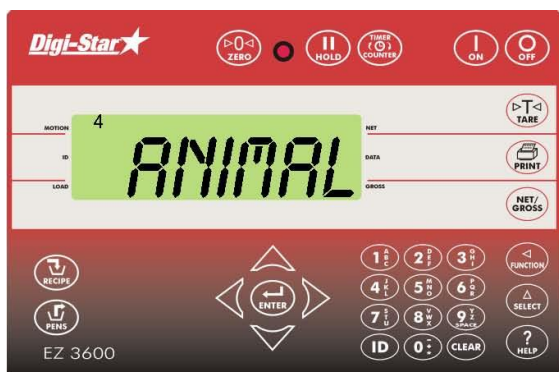 Digi-Star
ZERO
HOLD
TIMER
COUNTER
ON
OFF
TARE
MOTION
4
NET
ID
ANIMAL
DATA
PRINT
LOAD
GROSS
NET/
GROSS
RECIPE
PENS
ENTER
1 A B C
2 D E F
3 G H I
FUNCTION
4 J K L
5 M N O
6 P Q R
7 S T U
8 V W X
9 Y Z
SPACE
SELECT
ID
0
CLEAR
?
HELP
EZ 3600